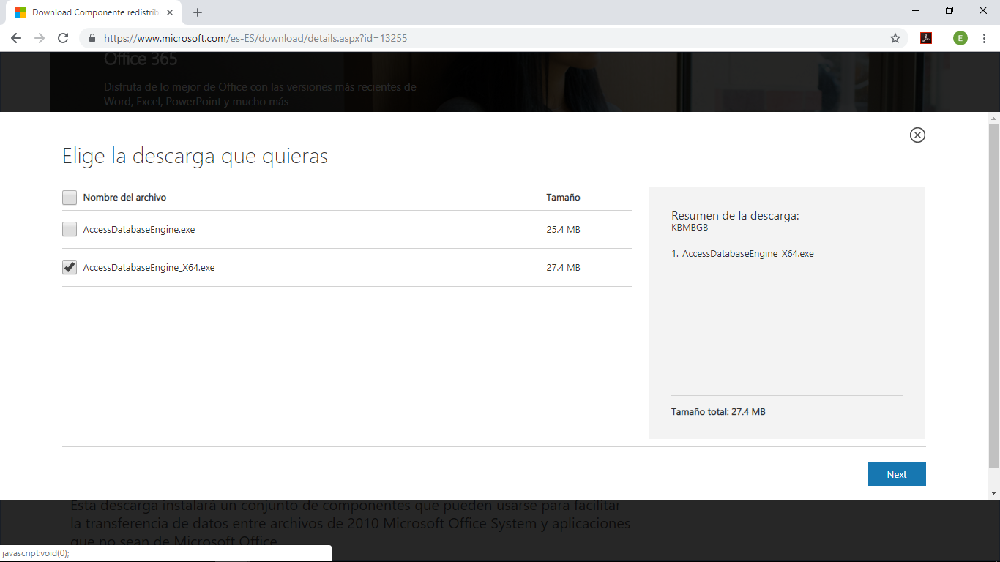 Download Componente redistrib
https://www.microsoft.com/es-ES/download/details.aspx?id=13255
E
Office 365
Disfruta de lo mejor de Office con las versiones más recientes de
Word, Excel, PowerPoint y mucho más
Elige la descarga que quieras
Nombre del archivo Tamaño
AccessDatabaseEngine.exe 25.4 MB
AccessDatabaseEngine_X64.exe 27.4 MB
Resumen de la descarga:
KBMBGB
1. AccessDatabaseEngine_X64.exe
Tamaño total: 27.4 MB
Next
Esta descarga instalará un conjunto de componentes que pueden usarse para facilitar
la transferencia de datos entre archivos de 2010 Microsoft Office System y aplicaciones
que no sean de Microsoft Office.
javascript:void(0);